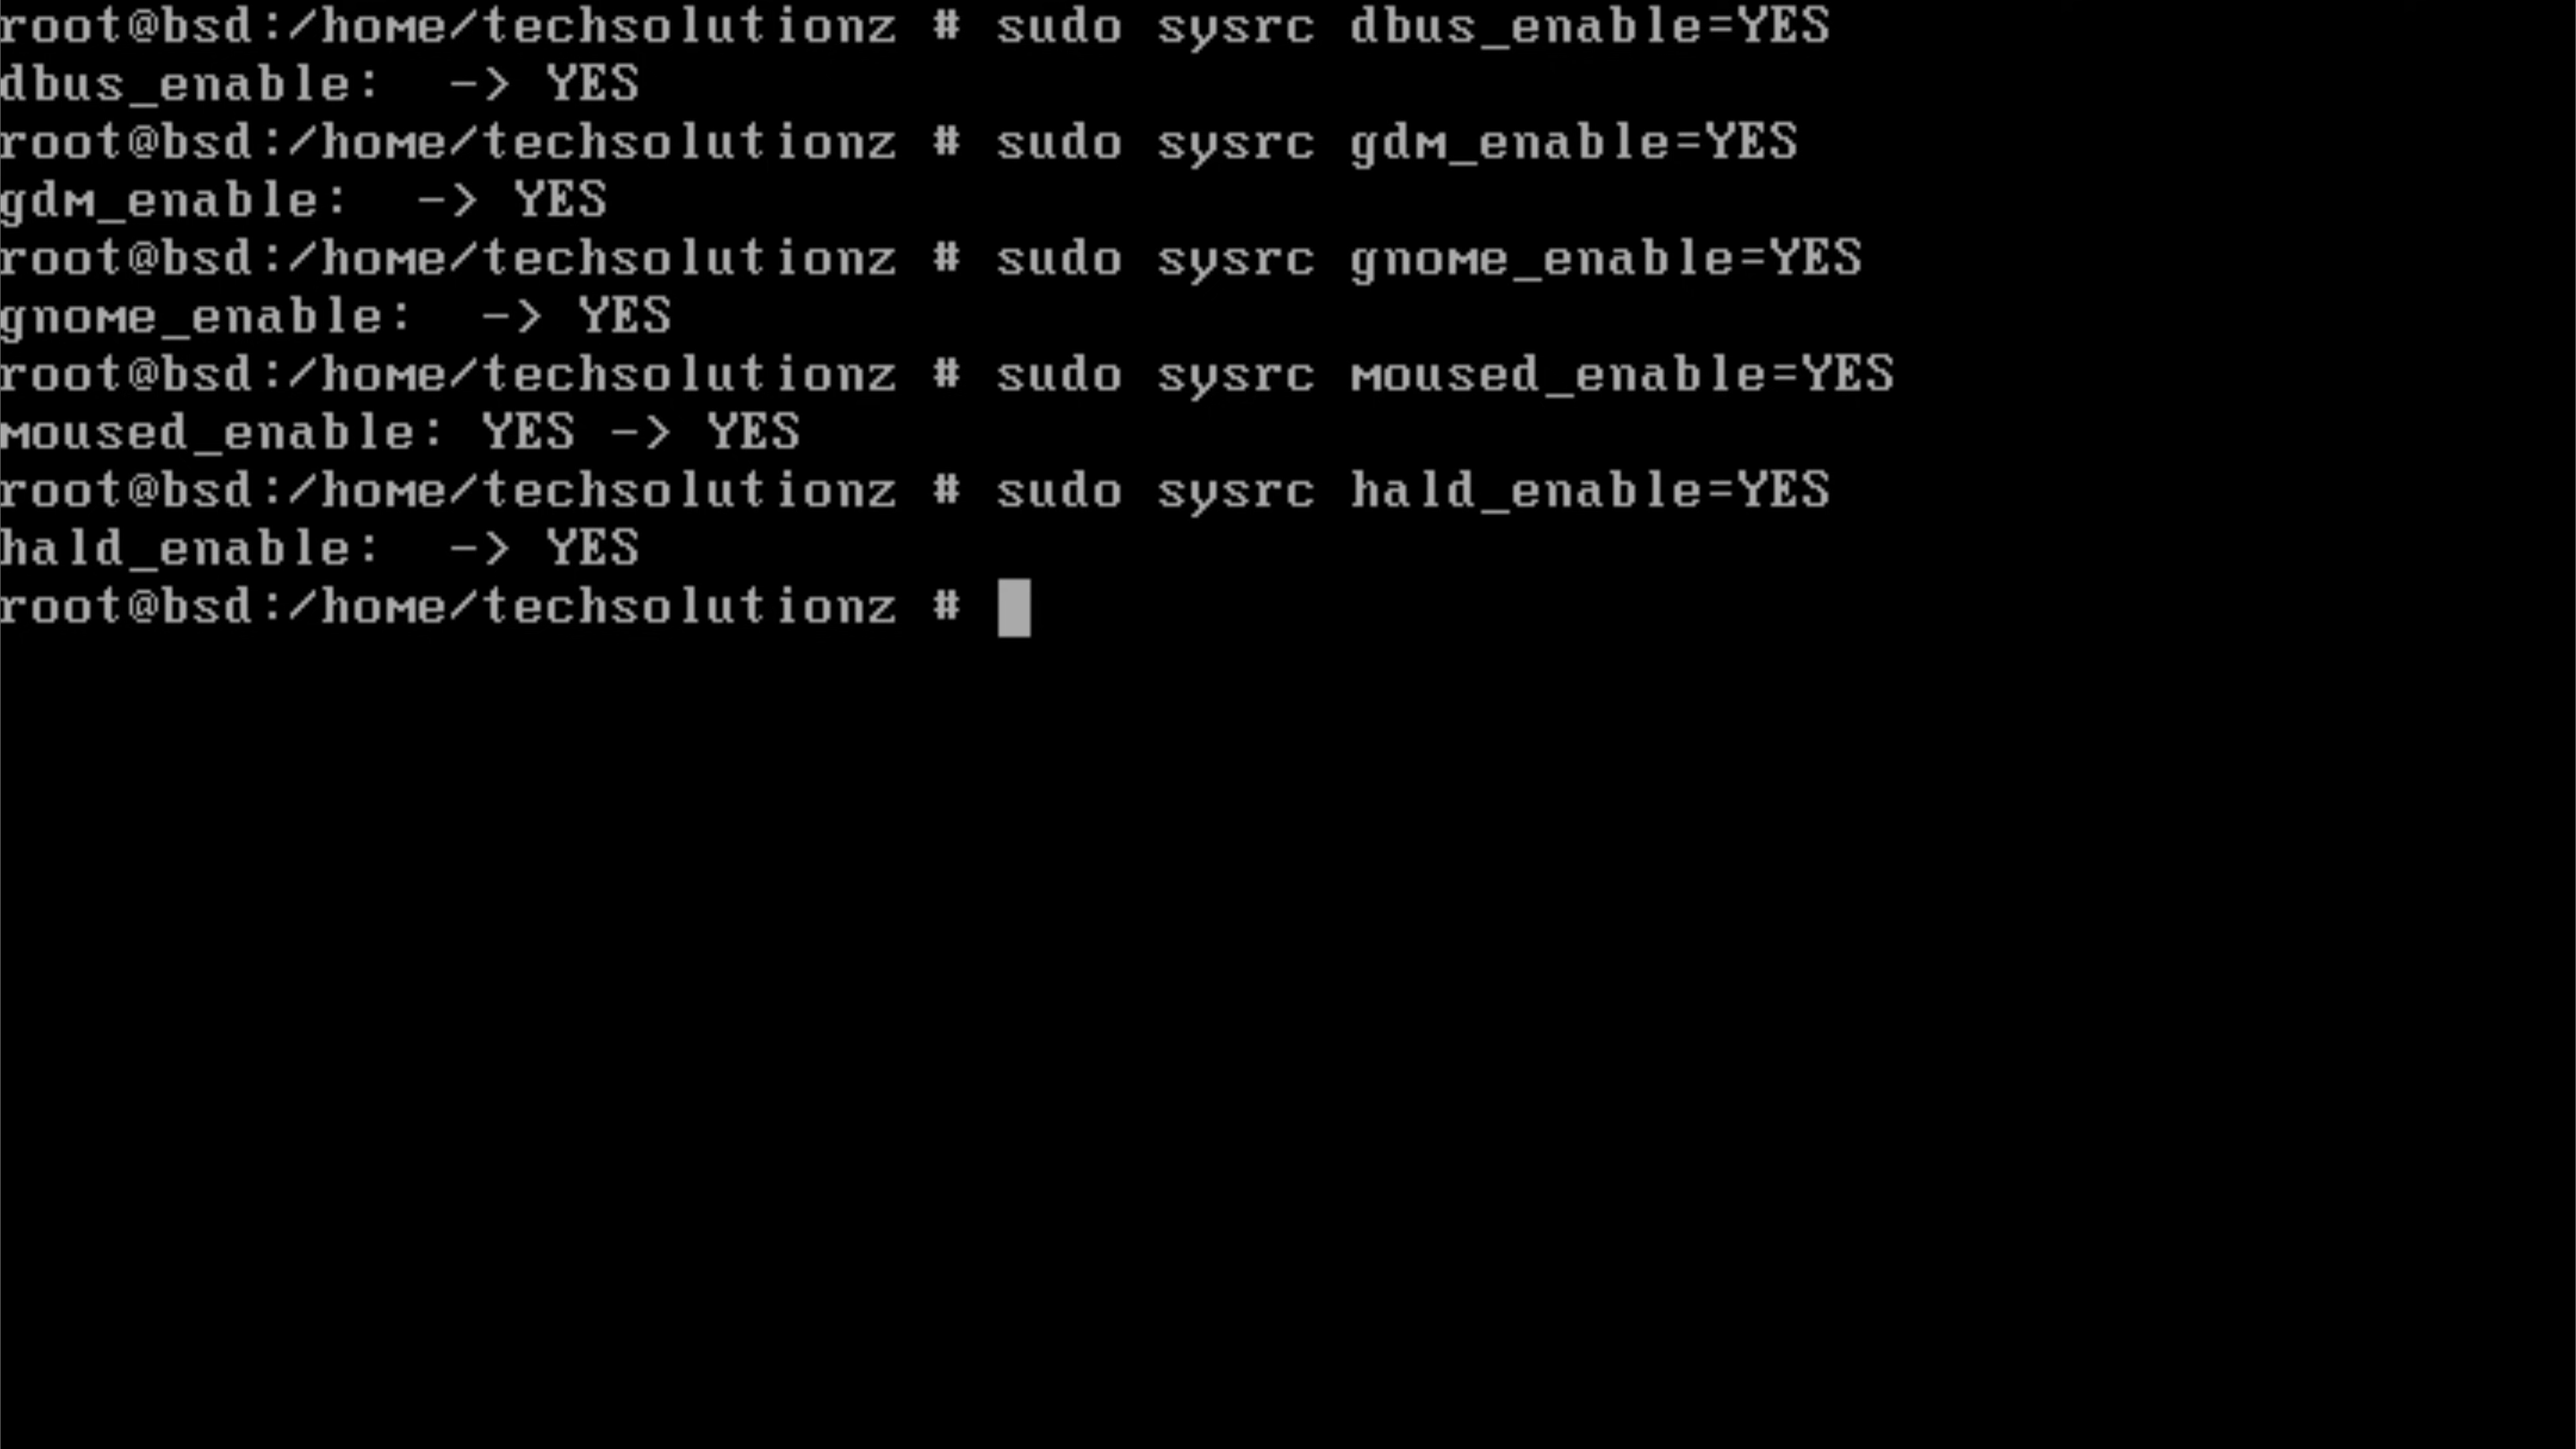 root@bsd:/home/techsolutionz # sudo sysrc dbus_enable=YES
dbus_enable:  -> YES
root@bsd:/home/techsolutionz # sudo sysrc gdm_enable=YES
gdm_enable:  -> YES
root@bsd:/home/techsolutionz # sudo sysrc gnome_enable=YES
gnome_enable:  -> YES
root@bsd:/home/techsolutionz # sudo sysrc moused_enable=YES
moused_enable: YES -> YES
root@bsd:/home/techsolutionz # sudo sysrc hald_enable=YES
hald_enable:  -> YES
root@bsd:/home/techsolutionz #